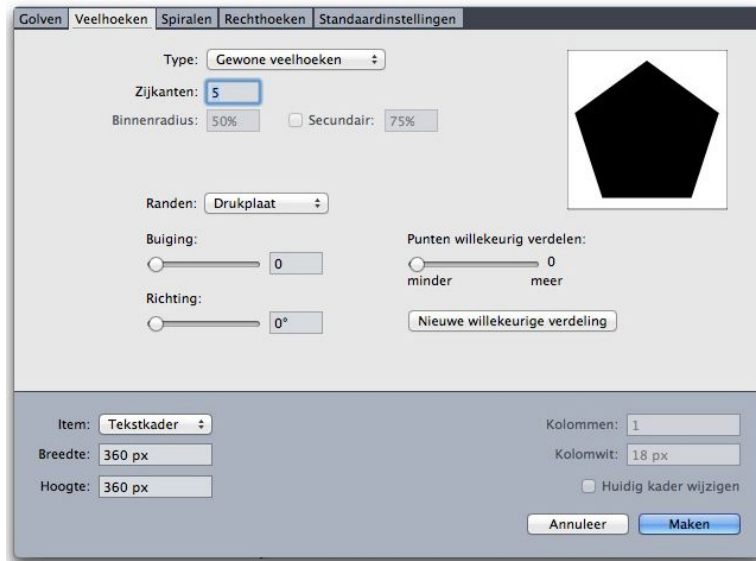 Golven Veelhoeken Spiralen Rechthoeken Standaardinstellingen
Type: Gewone veelhoeken
Zijkanten: 5
Binnenradius: 50% Secundair: 75%
Randen: Drukplaat
Buiging: Punten willekeurig verdelen:
0 0
minder meer
Richting:
0° Nieuwe willekeurige verdeling
Item: Tekstkader Kolommen: 1
Breedte: 360 px Kolomwit: 18 px
Hoogte: 360 px Huidig kader wijzigen
Annuleer Maken